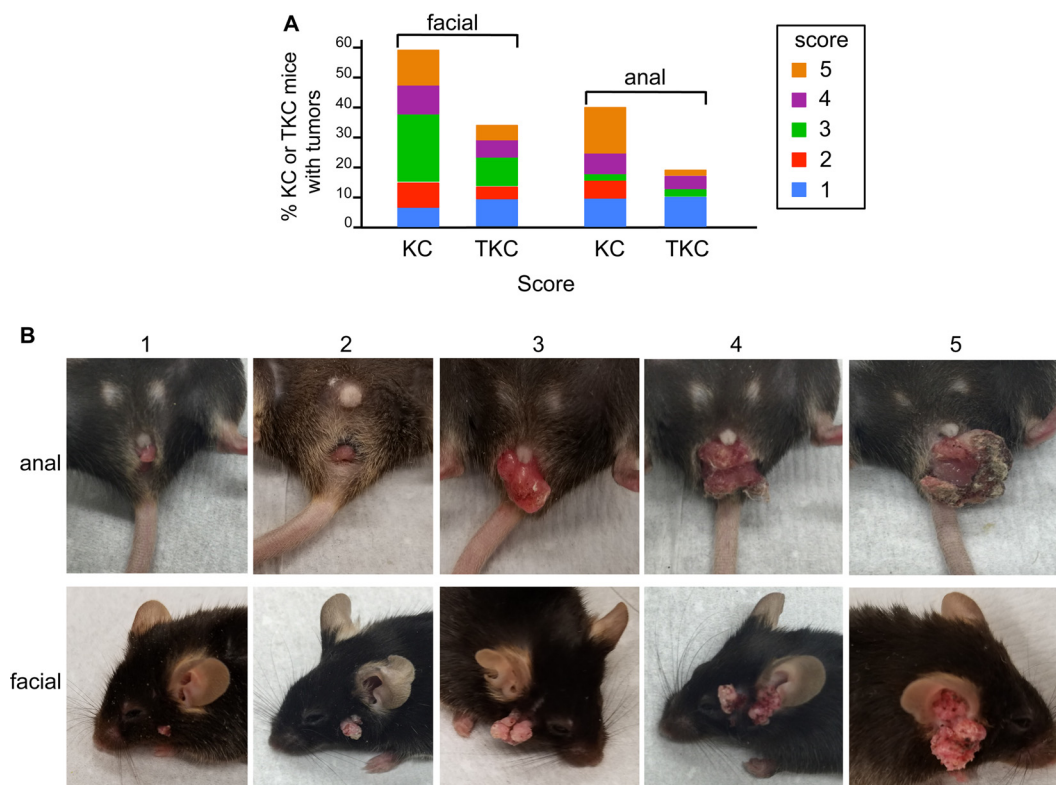 A
facial
anal
% KC or TKC mice
with tumors
60
50
40
30
20
10
0
KC
TKC
KC
TKC
Score
score
5
4
3
2
1
B
1
2
3
4
5
anal
facial